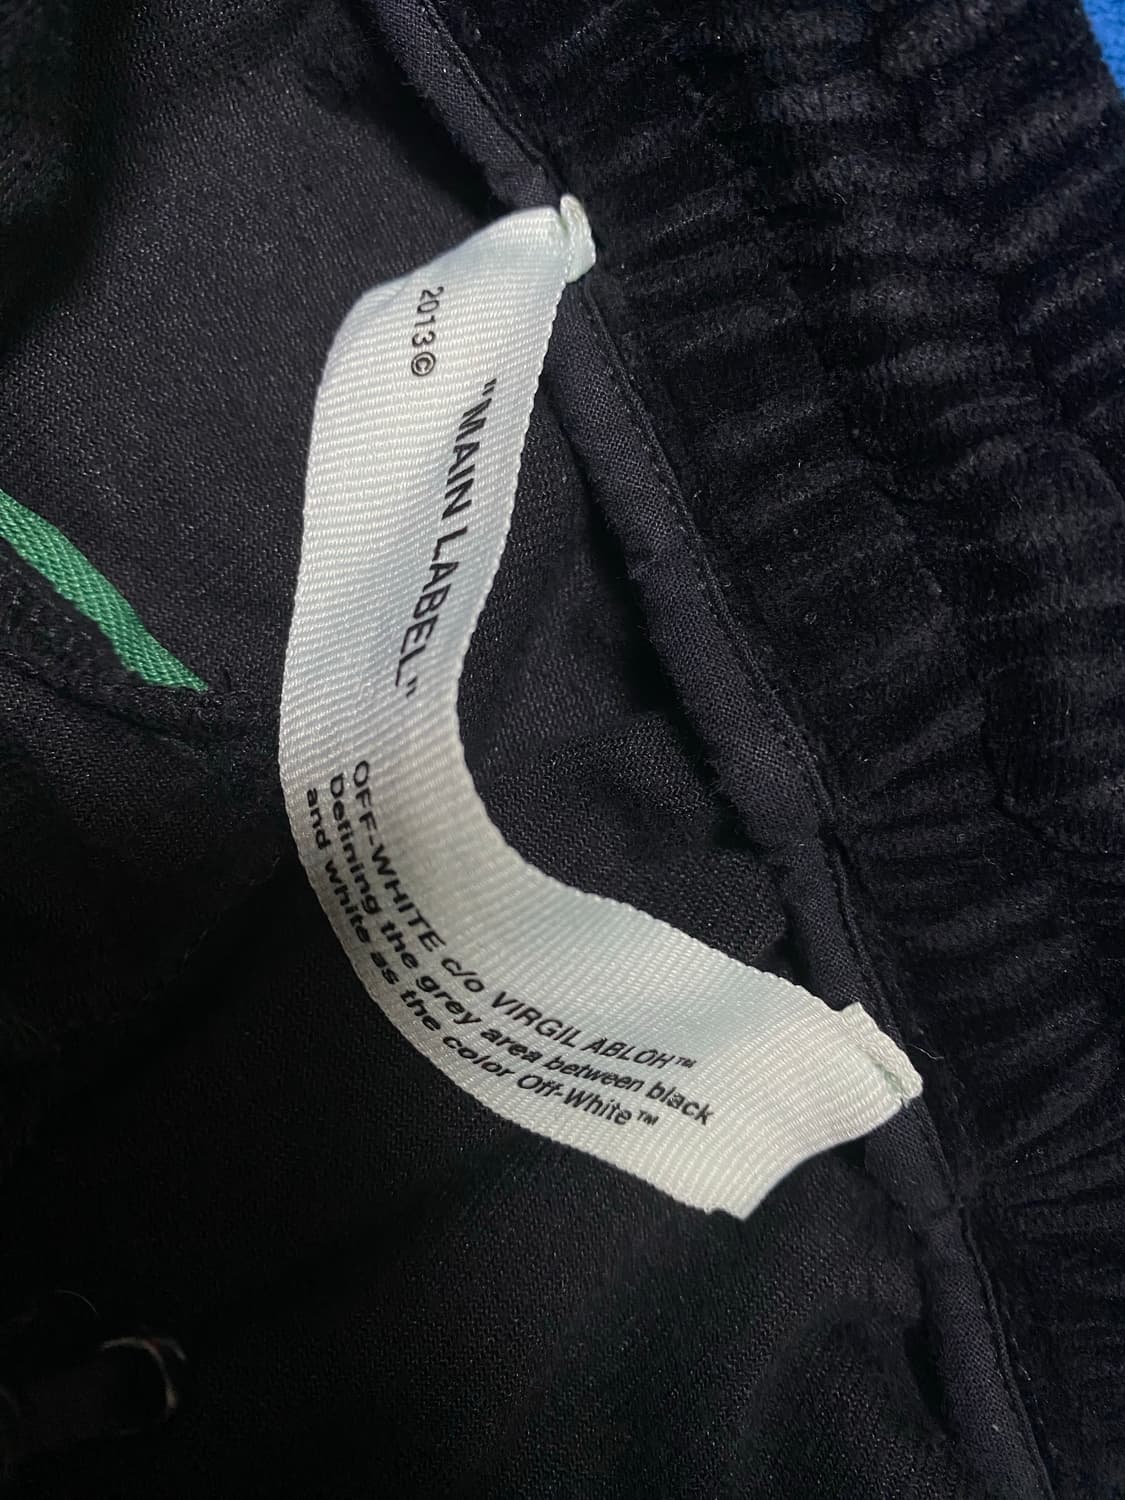 2013 ©
"MAIN LABEL"
OFF-WHITE c/o VIRGIL ABLOH™
Defining the grey area between black
and white as the color Off-White™